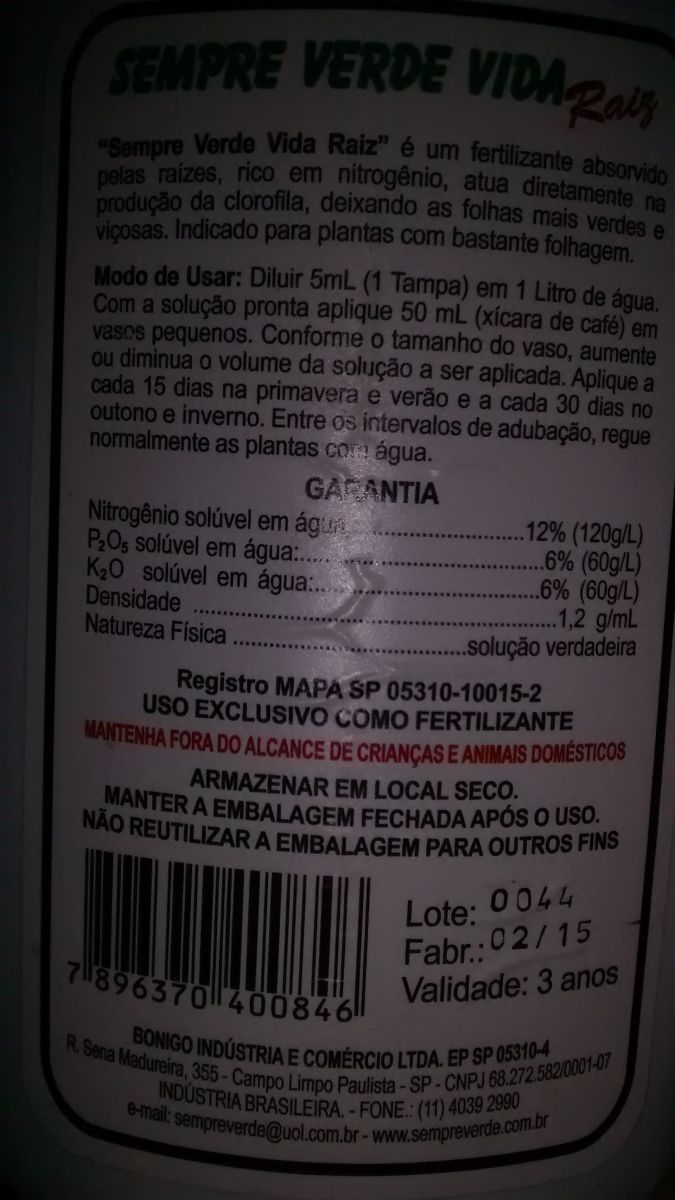 SEMPRE VERDE VIDA Raiz
"Sempre Verde Vida Raiz" é um fertilizante absorvido
pelas raízes, rico em nitrogênio, atua diretamente na
produção da clorofila, deixando as folhas mais verdes e
viçosas. Indicado para plantas com bastante folhagem.
Modo de Usar: Diluir 5mL (1 Tampa) em 1 Litro de água.
Com a solução pronta aplique 50 mL (xícara de café) em
vasos pequenos. Conforme o tamanho do vaso, aumente
ou diminua o volume da solução a ser aplicada. Aplique a
cada 15 dias na primavera e verão e a cada 30 dias no
outono e inverno. Entre os intervalos de adubação, regue
normalmente as plantas com água.
GARANTIA
Nitrogênio solúvel em água ..................... 12% (120g/L)
P₂O₅ solúvel em água:..............................6% (60g/L)
K₂O solúvel em água:..............................6% (60g/L)
Densidade ..................................................1,2 g/mL
Natureza Física ...............................solução verdadeira
Registro MAPA SP 05310-10015-2
USO EXCLUSIVO COMO FERTILIZANTE
MANTENHA FORA DO ALCANCE DE CRIANÇAS E ANIMAIS DOMÉSTICOS
ARMAZENAR EM LOCAL SECO.
MANTER A EMBALAGEM FECHADA APÓS O USO.
NÃO REUTILIZAR A EMBALAGEM PARA OUTROS FINS
Lote: 0044
Fabr.: 02/15
Validade: 3 anos
7 896370 400846
BONIGO INDÚSTRIA E COMÉRCIO LTDA. EP SP 05310-4
R. Sena Madureira, 355 - Campo Limpo Paulista - SP - CNPJ 68.272.582/0001-07
INDÚSTRIA BRASILEIRA. - FONE.: (11) 4039 2990
e-mail: sempreverde@uol.com.br - www.sempreverde.com.br